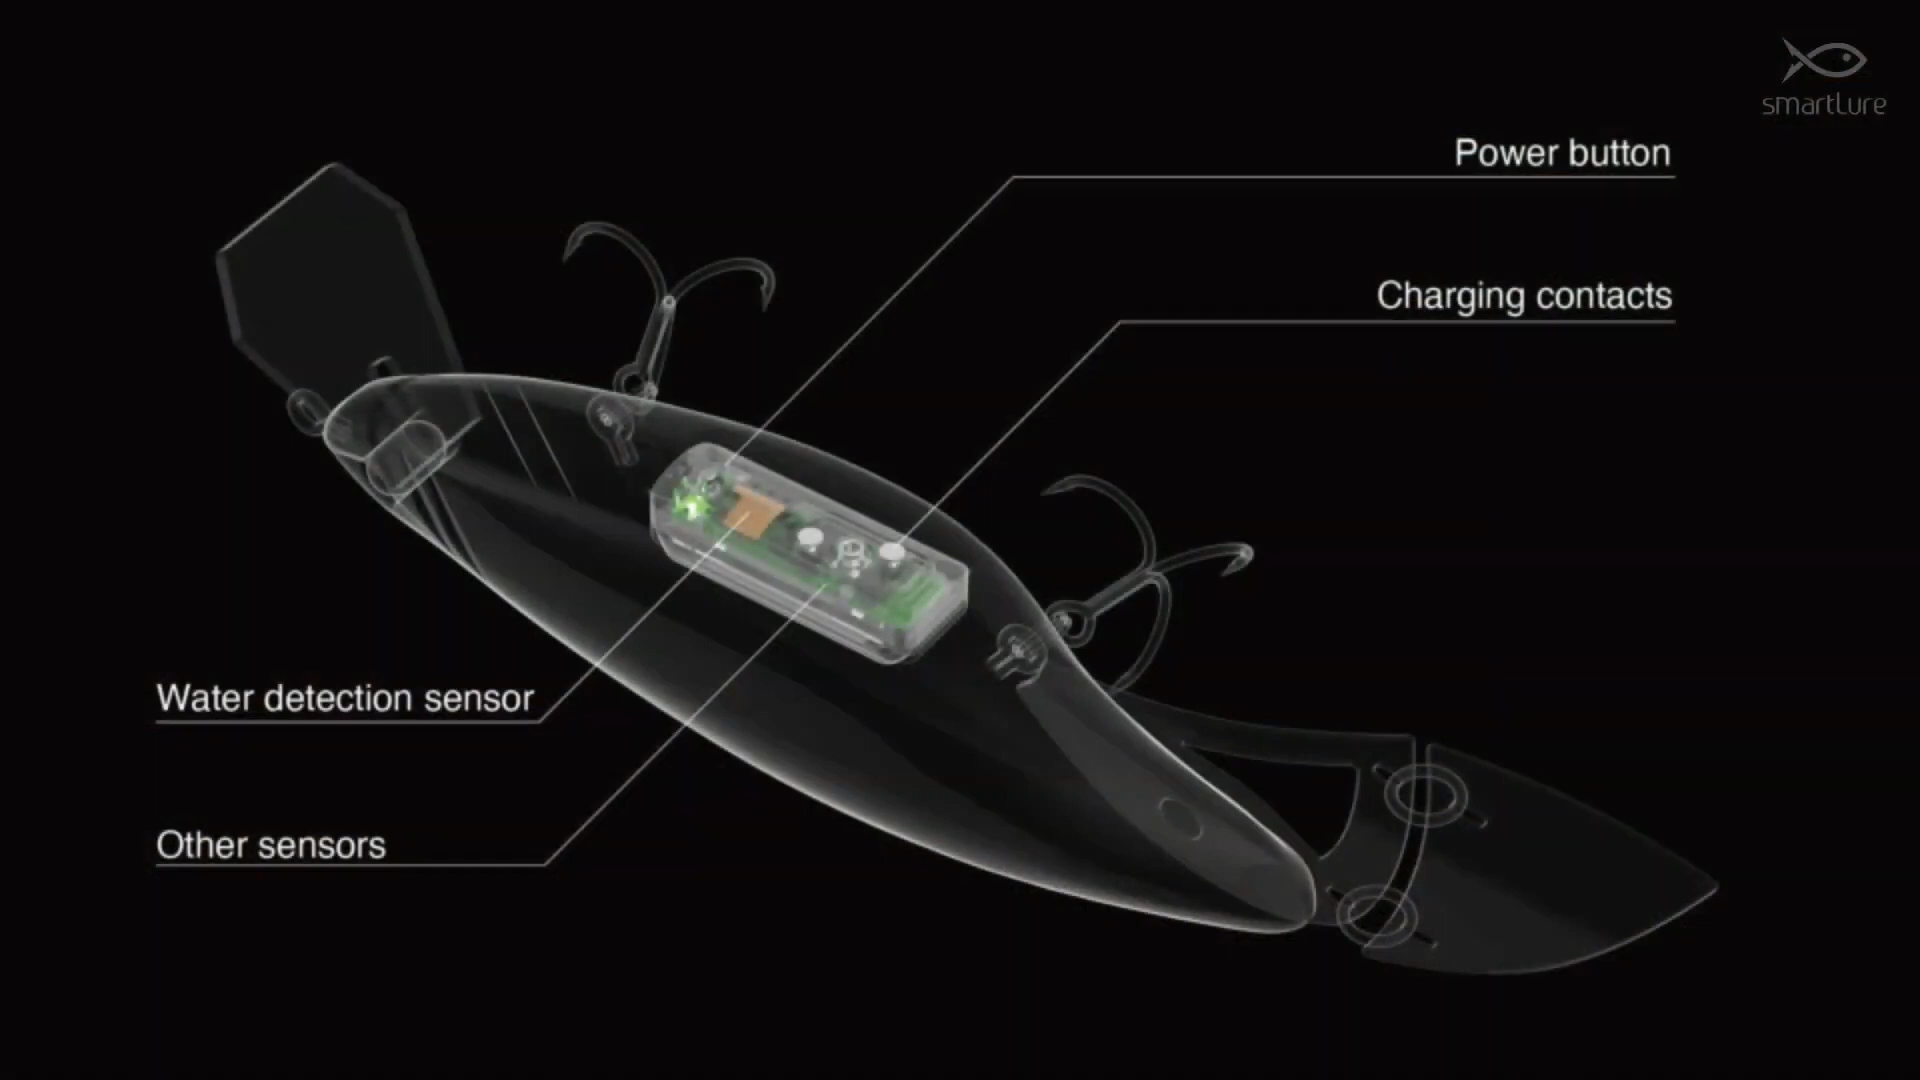 smartLure
Power button
Charging contacts
Water detection sensor
Other sensors